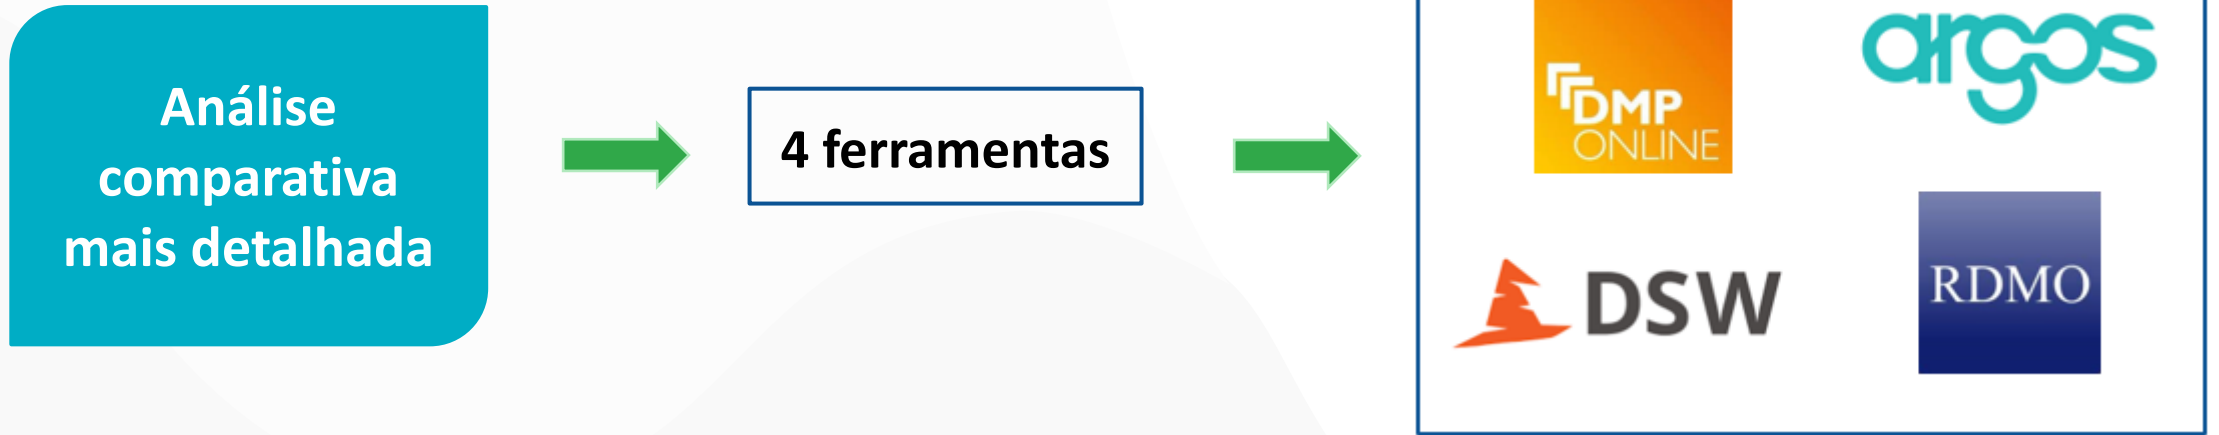 Análise
comparativa
mais detalhada
4 ferramentas
DMP
ONLINE
argos
DSW
RDMO